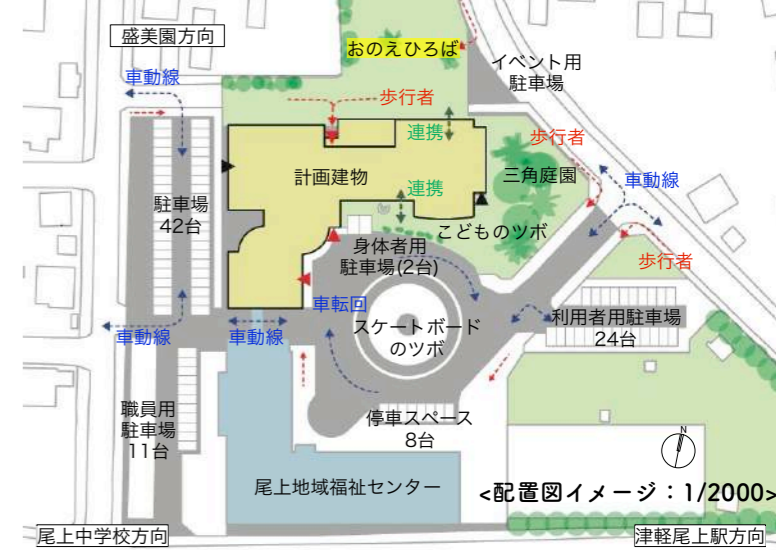 盛美園方向
おのえひろば
イベント用
駐車場
車動線
歩行者
連携
歩行者
計画建物
三角庭園
車動線
連携
駐車場
42台
こどものツボ
身体者用
駐車場(2台)
歩行者
車転回
利用者用駐車場
24台
車動線
車動線
スケートボード
のツボ
職員用
駐車場
11台
停車スペース
8台
N
尾上地域福祉センター
<配置図イメージ：1/2000>
尾上中学校方向
津軽尾上駅方向